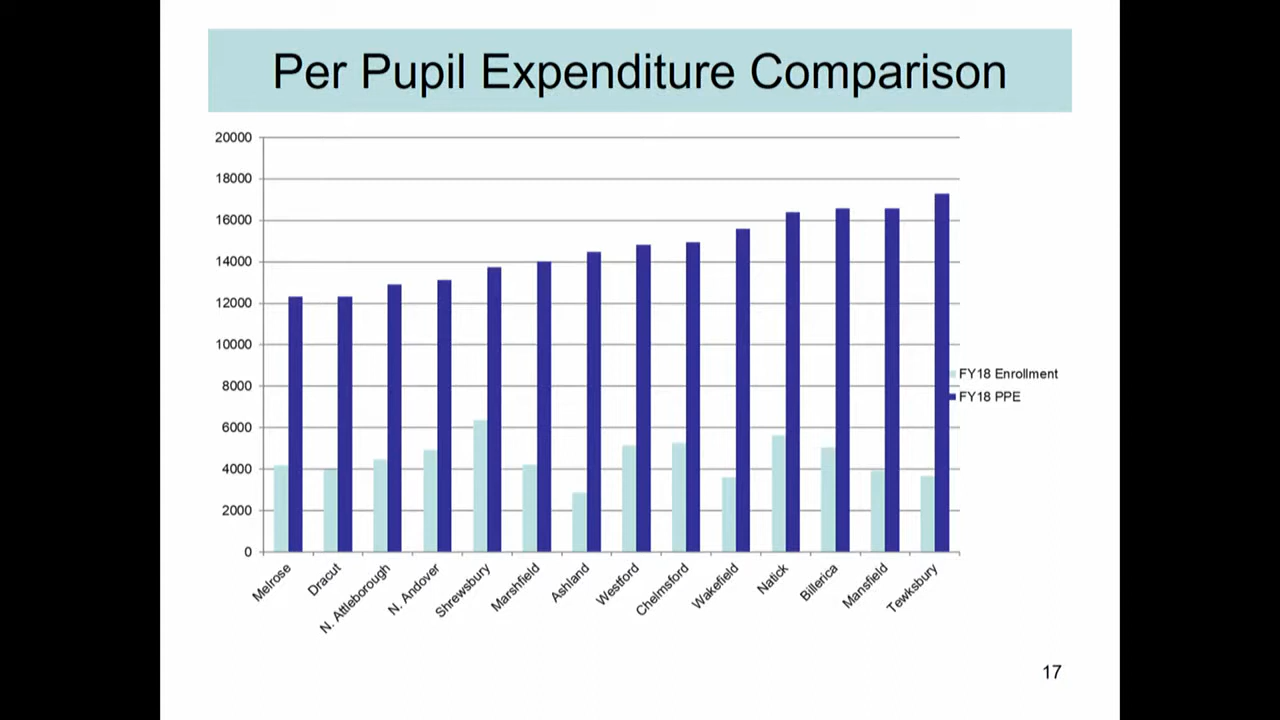 Per Pupil Expenditure Comparison
20000
18000
16000
14000
12000
10000
8000
6000
4000
2000
0
FY18 Enrollment
FY18 PPE
Melrose
Dracut
N. Attleborough
N. Andover
Shrewsbury
Marshfield
Ashland
Westford
Chelmsford
Wakefield
Natick
Billerica
Mansfield
Tewksbury
17